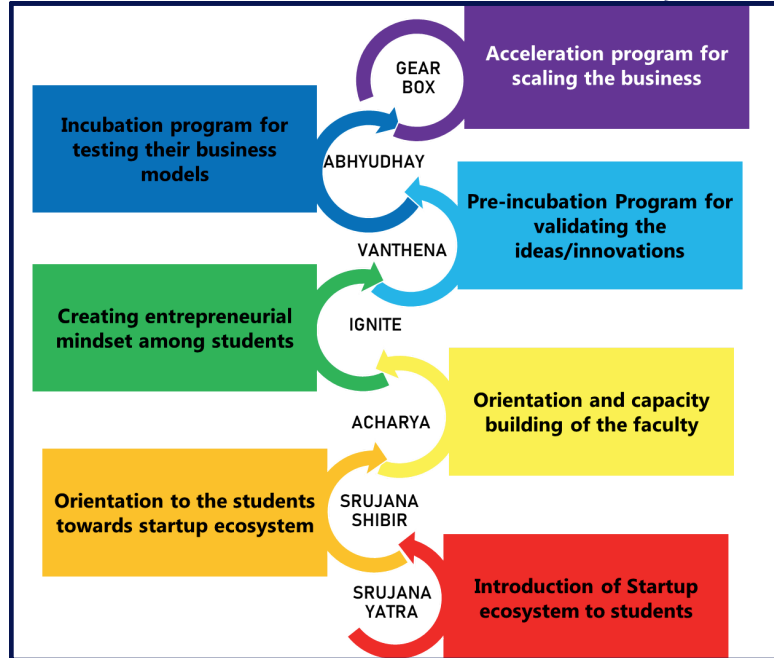 GEAR
BOX
Acceleration program for
scaling the business
Incubation program for
testing their business
models
ABHYUDHAY
Pre-incubation Program for
validating the
ideas/innovations
VANTHENA
Creating entrepreneurial
mindset among students
IGNITE
Orientation and capacity
building of the faculty
ACHARYA
Orientation to the students
towards startup ecosystem
SRUJANA
SHIBIR
Introduction of Startup
ecosystem to students
SRUJANA
YATRA